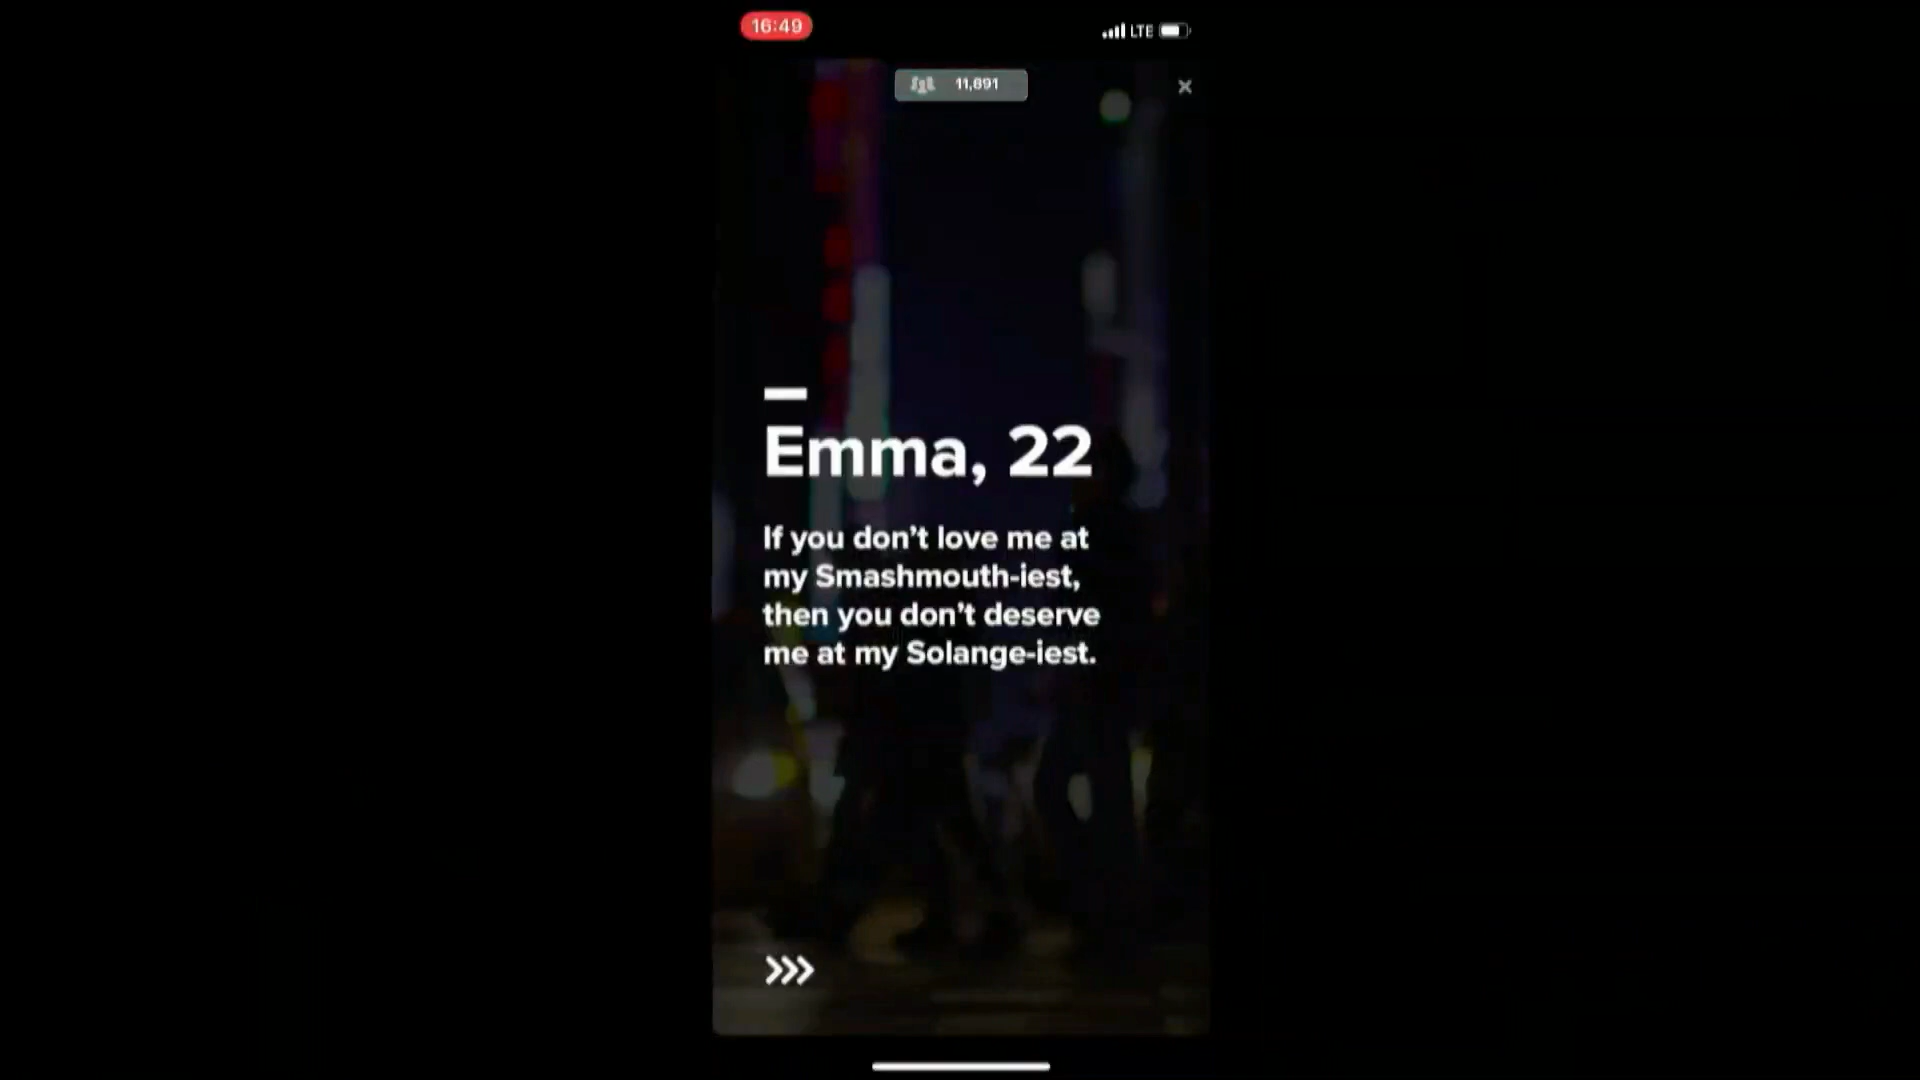 16:49
LTE
11,691
Emma, 22
If you don't love me at
my Smashmouth-iest,
then you don't deserve
me at my Solange-iest.